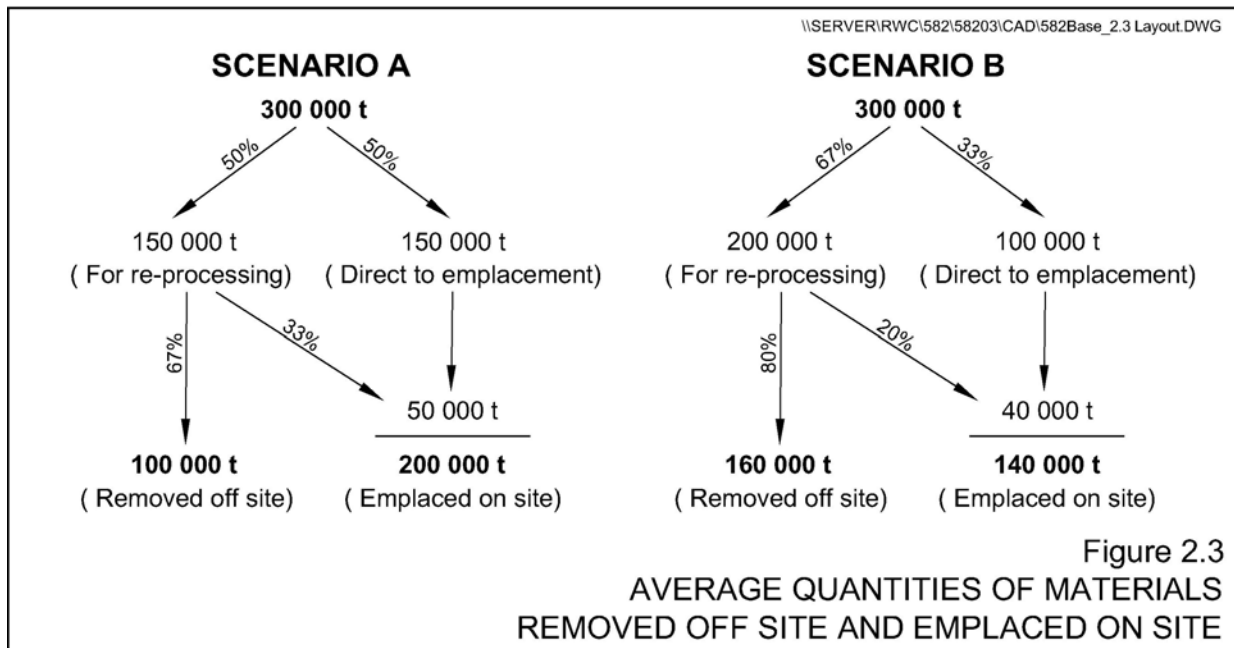 \\SERVER\RWC\582\58203\CAD\582Base_2.3 Layout.DWG
SCENARIO A
300 000 t
50%
50%
150 000 t
( For re-processing)
150 000 t
( Direct to emplacement)
67%
33%
50 000 t
100 000 t
( Removed off site)
200 000 t
( Emplaced on site)
SCENARIO B
300 000 t
67%
33%
200 000 t
( For re-processing)
100 000 t
( Direct to emplacement)
80%
20%
40 000 t
160 000 t
( Removed off site)
140 000 t
( Emplaced on site)
Figure 2.3
AVERAGE QUANTITIES OF MATERIALS
REMOVED OFF SITE AND EMPLACED ON SITE